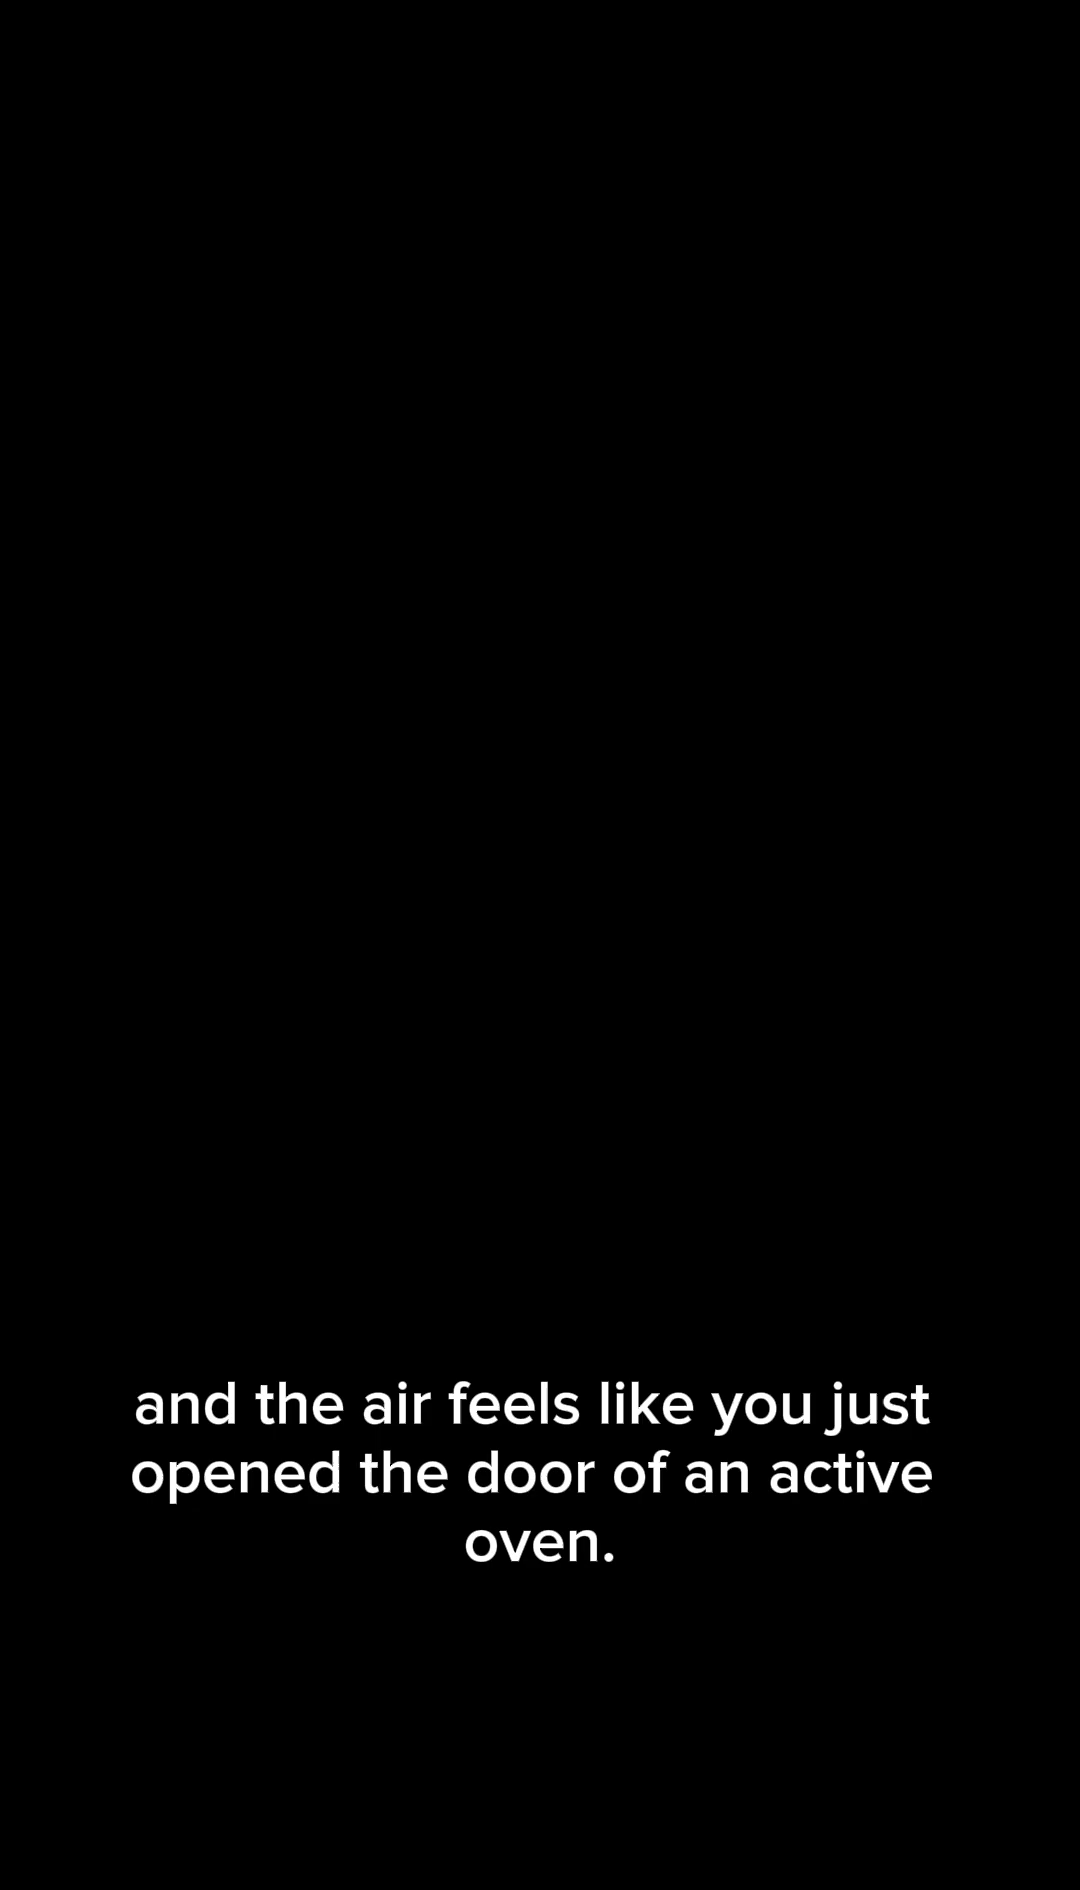 and the air feels like you just
opened the door of an active
oven.